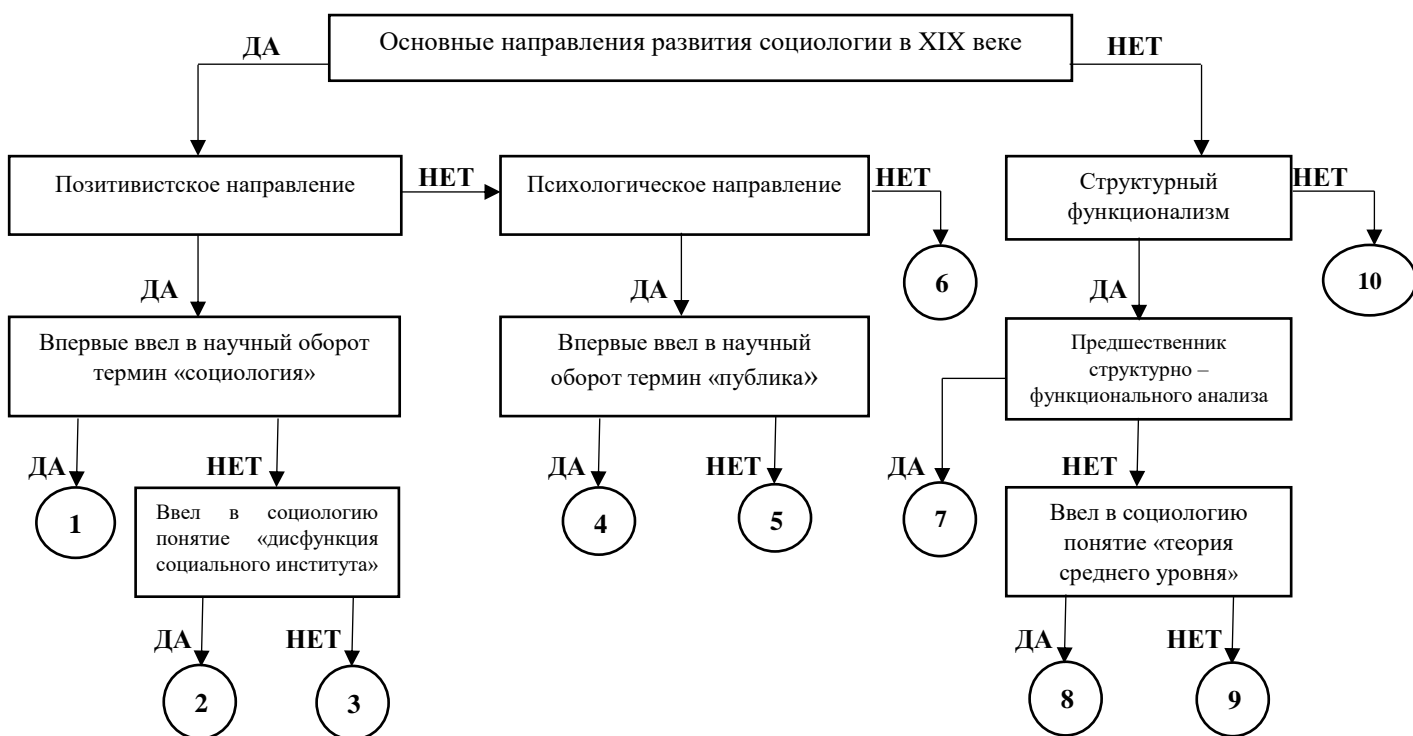 ДА
Основные направления развития социологии в XIX веке
НЕТ
Позитивистское направление
НЕТ
Психологическое направление
НЕТ
Структурный
функционализм
НЕТ
6
10
ДА
ДА
ДА
Впервые ввел в научный оборот
термин «социология»
Впервые ввел в научный
оборот термин «публика»
Предшественник
структурно –
функционального анализа
ДА
НЕТ
ДА
НЕТ
ДА
НЕТ
1
Ввел в социологию
понятие «дисфункция
социального института»
4
5
7
Ввел в социологию
понятие «теория
среднего уровня»
ДА
НЕТ
ДА
НЕТ
2
3
8
9